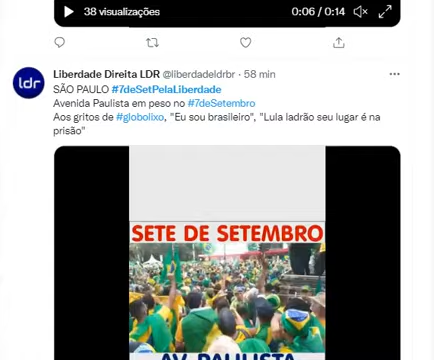 38 visualizações
0:06 / 0:14
ldr
Liberdade Direita LDR @liberdadeldrbr · 58 min
SÃO PAULO #7deSetPelaLiberdade
Avenida Paulista em peso no #7deSetembro
Aos gritos de #globolixo, "Eu sou brasileiro", "Lula ladrão seu lugar é na
prisão"
SETE DE SETEMBRO
AV PAULISTA